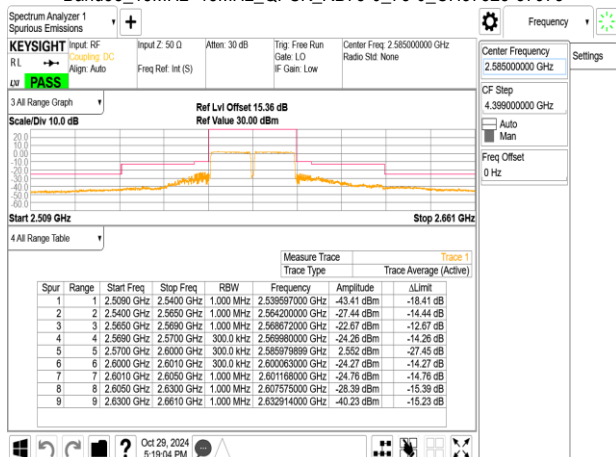 Spectrum Analyzer 1
Spurious Emissions
Frequency
Settings
KEYSIGHT
RL
LXI
PASS
Input: RF
Coupling: DC
Align: Auto
Input Z: 50 Ω
Freq Ref: Int (S)
Atten: 30 dB
Trig: Free Run
Gate: LO
IF Gain: Low
Center Freq: 2.585000000 GHz
Radio Std: None
Center Frequency
2.585000000 GHz
CF Step
4.399000000 GHz
Auto
Man
Freq Offset
0 Hz
3 All Range Graph
Scale/Div 10.0 dB
Ref Lvl Offset 15.36 dB
Ref Value 30.00 dBm
20.0
10.0
0.00
-10.0
-20.0
-30.0
-40.0
-50.0
-60.0
Start 2.509 GHz
Stop 2.661 GHz
4 All Range Table
Measure Trace Trace 1
Trace Type Trace Average (Active)
Spur Range Start Freq Stop Freq RBW Frequency Amplitude ΔLimit
1 1 2.5090 GHz 2.5400 GHz 1.000 MHz 2.539597000 GHz -43.41 dBm -18.41 dB
2 2 2.5400 GHz 2.5650 GHz 1.000 MHz 2.564200000 GHz -27.44 dBm -14.44 dB
3 3 2.5650 GHz 2.5690 GHz 1.000 MHz 2.568672000 GHz -22.67 dBm -12.67 dB
4 4 2.5690 GHz 2.5700 GHz 300.0 kHz 2.569980000 GHz -24.26 dBm -14.26 dB
5 5 2.5700 GHz 2.6000 GHz 300.0 kHz 2.585979899 GHz 2.552 dBm -27.45 dB
6 6 2.6000 GHz 2.6010 GHz 300.0 kHz 2.600063000 GHz -24.27 dBm -14.27 dB
7 7 2.6010 GHz 2.6050 GHz 1.000 MHz 2.601168000 GHz -24.76 dBm -14.76 dB
8 8 2.6050 GHz 2.6300 GHz 1.000 MHz 2.607575000 GHz -28.39 dBm -15.39 dB
9 9 2.6300 GHz 2.6610 GHz 1.000 MHz 2.632914000 GHz -40.23 dBm -15.23 dB
Oct 29, 2024
5:19:04 PM